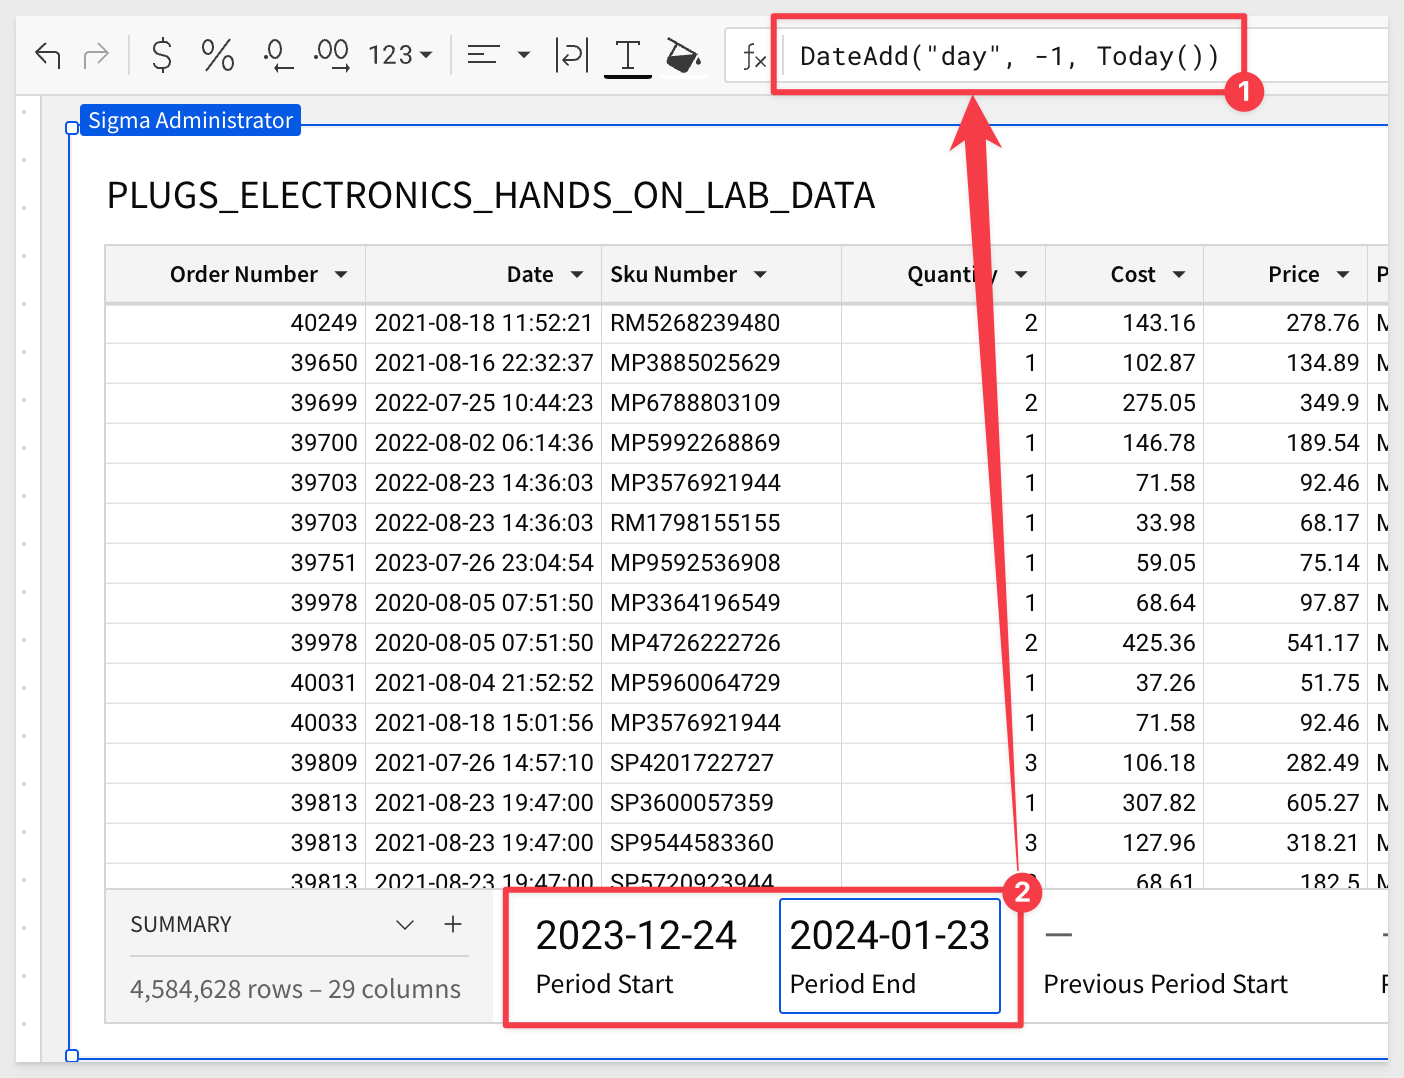 $ % .0 .00 123
fx DateAdd("day", -1, Today())
1
Sigma Administrator
PLUGS_ELECTRONICS_HANDS_ON_LAB_DATA
Order Number Date Sku Number Quantity Cost Price P
40249 2021-08-18 11:52:21 RM5268239480 2 143.16 278.76 M
39650 2021-08-16 22:32:37 MP3885025629 1 102.87 134.89 M
39699 2022-07-25 10:44:23 MP6788803109 2 275.05 349.9 M
39700 2022-08-02 06:14:36 MP5992268869 1 146.78 189.54 M
39703 2022-08-23 14:36:03 MP3576921944 1 71.58 92.46 M
39703 2022-08-23 14:36:03 RM1798155155 1 33.98 68.17 M
39751 2023-07-26 23:04:54 MP9592536908 1 59.05 75.14 M
39978 2020-08-05 07:51:50 MP3364196549 1 68.64 97.87 M
39978 2020-08-05 07:51:50 MP4726222726 2 425.36 541.17 M
40031 2021-08-04 21:52:52 MP5960064729 1 37.26 51.75 M
40033 2021-08-18 15:01:56 MP3576921944 1 71.58 92.46 M
39809 2021-07-26 14:57:10 SP4201722727 3 106.18 282.49 M
39813 2021-08-23 19:47:00 SP3600057359 1 307.82 605.27 M
39813 2021-08-23 19:47:00 SP9544583360 3 127.96 318.21 M
39813 2021-08-23 19:47:00 SP5720923944 68.61 182.5 M
2
SUMMARY
4,584,628 rows – 29 columns
2023-12-24
Period Start
2024-01-23
Period End
—
Previous Period Start